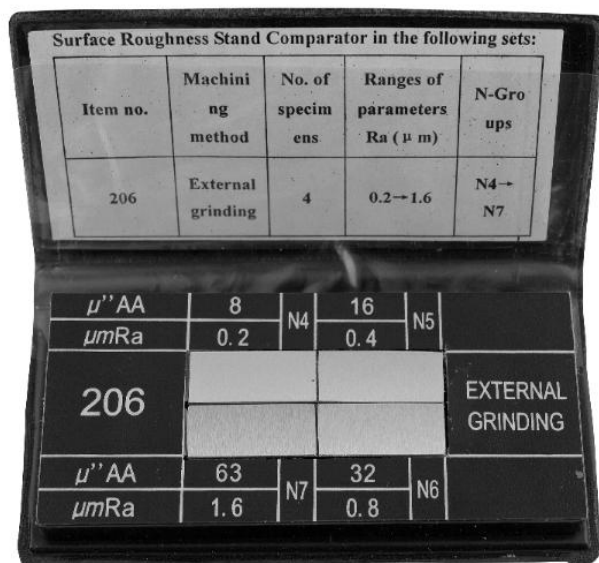 Surface Roughness Stand Comparator in the following sets:
Item no.
Machini
ng
method
No. of
specim
ens
Ranges of
parameters
Ra ( μ m)
N-Gro
ups
206
External
grinding
4
0.2→1.6
N4→
N7
μ’’AA 8 N4 16 N5
μmRa 0.2 0.4
206
EXTERNAL
GRINDING
μ’’AA 63 N7 32 N6
μmRa 1.6 0.8